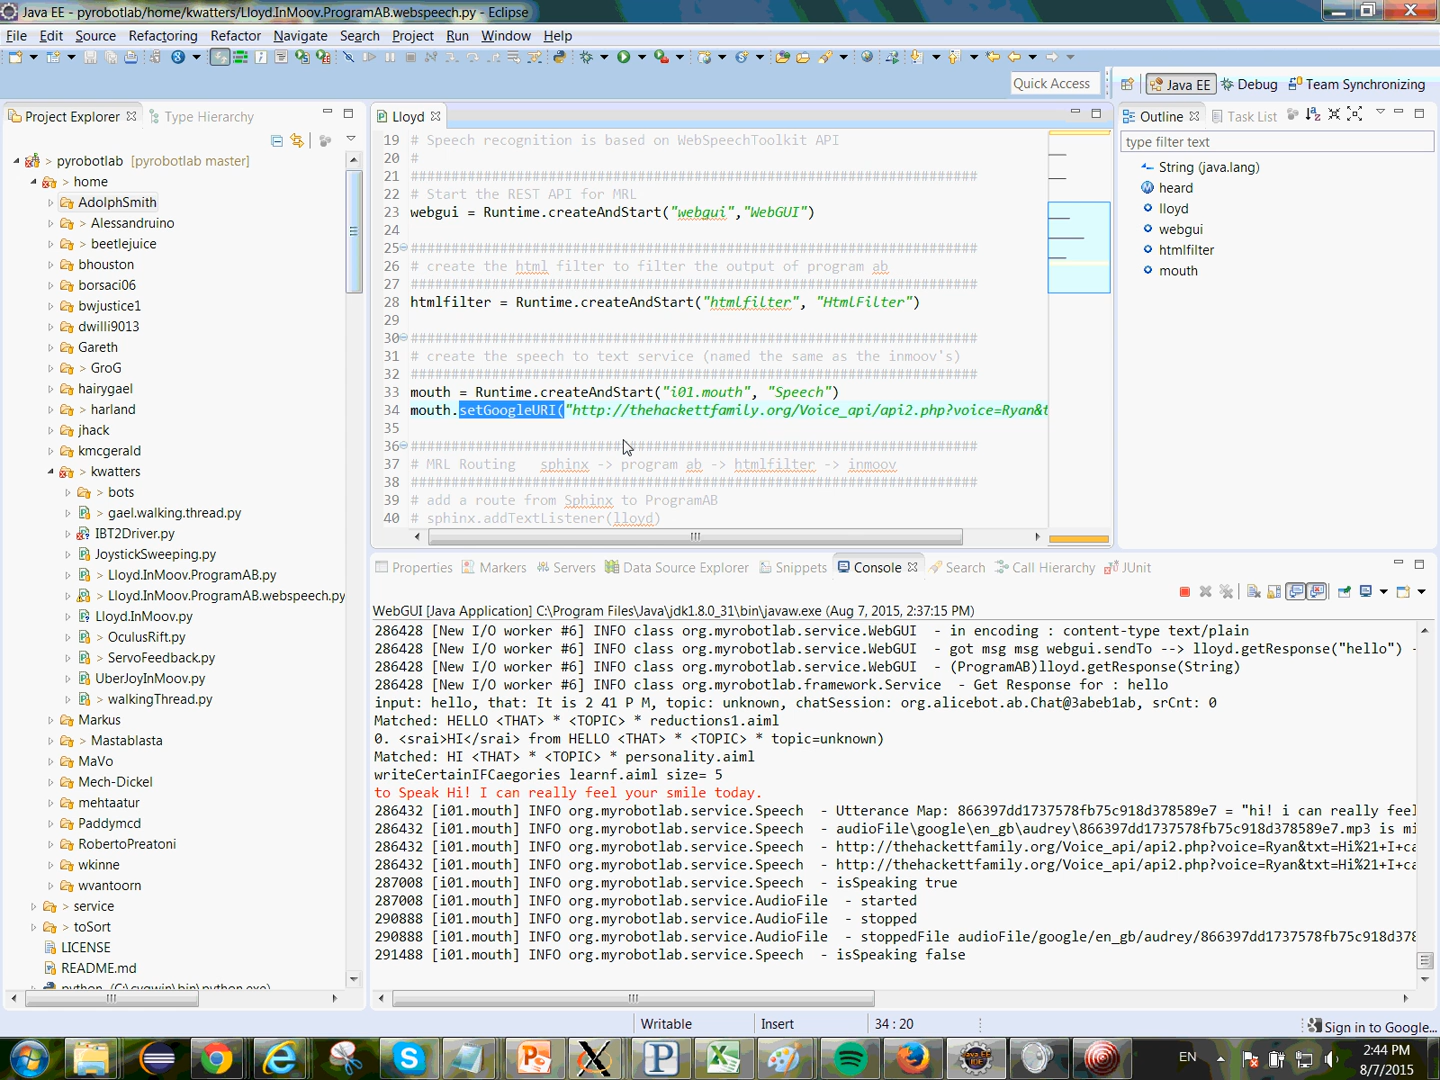 Java EE - pyrobotlab/home/kwatters/Lloyd.InMoov.ProgramAB.webspeech.py - Eclipse
File Edit Source Refactoring Refactor Navigate Search Project Run Window Help
Quick Access
Java EE Debug Team Synchronizing
Project Explorer Type Hierarchy
> pyrobotlab [pyrobotlab master]
> home
AdolphSmith
> Alessandruino
> beetlejuice
bhouston
borsaci06
bwjustice1
dwilli9013
Gareth
> GroG
hairygael
> harland
jhack
kmcgerald
> kwatters
> bots
> gael.walking.thread.py
IBT2Driver.py
JoystickSweeping.py
> Lloyd.InMoov.ProgramAB.py
> Lloyd.InMoov.ProgramAB.webspeech.py
Lloyd.InMoov.py
> OculusRift.py
> ServoFeedback.py
UberJoyInMoov.py
> walkingThread.py
Markus
> Mastablasta
MaVo
Mech-Dickel
mehtaatur
Paddymcd
RobertoPreatoni
wkinne
wvantoorn
> service
> toSort
LICENSE
README.md
python (C:\cygwin\bin\python.exe)
Lloyd
19 # Speech recognition is based on WebSpeechToolkit API
20 #
21 ######################################################################
22 # Start the REST API for MRL
23 webgui = Runtime.createAndStart("webgui","WebGUI")
24
25 ######################################################################
26 # create the html filter to filter the output of program ab
27 ######################################################################
28 htmlfilter = Runtime.createAndStart("htmlfilter", "HtmlFilter")
29
30 ######################################################################
31 # create the speech to text service (named the same as the inmoov's)
32 ######################################################################
33 mouth = Runtime.createAndStart("i01.mouth", "Speech")
34 mouth.setGoogleURI("http://thehackettfamily.org/Voice_api/api2.php?voice=Ryan&t
35
36 ######################################################################
37 # MRL Routing   sphinx -> program ab -> htmlfilter -> inmoov
38 ######################################################################
39 # add a route from Sphinx to ProgramAB
40 # sphinx.addTextListener(lloyd)
Outline Task List
type filter text
String (java.lang)
heard
lloyd
webgui
htmlfilter
mouth
Properties Markers Servers Data Source Explorer Snippets Console Search Call Hierarchy JUnit
WebGUI [Java Application] C:\Program Files\Java\jdk1.8.0_31\bin\javaw.exe (Aug 7, 2015, 2:37:15 PM)
286428 [New I/O worker #6] INFO class org.myrobotlab.service.WebGUI  - in encoding : content-type text/plain
286428 [New I/O worker #6] INFO class org.myrobotlab.service.WebGUI  - got msg msg webgui.sendTo --> lloyd.getResponse("hello") -
286428 [New I/O worker #6] INFO class org.myrobotlab.service.WebGUI  - (ProgramAB)lloyd.getResponse(String)
286428 [New I/O worker #6] INFO class org.myrobotlab.framework.Service  - Get Response for : hello
input: hello, that: It is 2 41 P M, topic: unknown, chatSession: org.alicebot.ab.Chat@3abeb1ab, srCnt: 0
Matched: HELLO <THAT> * <TOPIC> * reductions1.aiml
0. <srai>HI</srai> from HELLO <THAT> * <TOPIC> * topic=unknown)
Matched: HI <THAT> * <TOPIC> * personality.aiml
writeCertainIFCaegories learnf.aiml size= 5
to Speak Hi! I can really feel your smile today.
286432 [i01.mouth] INFO org.myrobotlab.service.Speech  - Utterance Map: 866397dd1737578fb75c918d378589e7 = "hi! i can really feel
286432 [i01.mouth] INFO org.myrobotlab.service.Speech  - audioFile\google\en_gb\audrey\866397dd1737578fb75c918d378589e7.mp3 is mi
286432 [i01.mouth] INFO org.myrobotlab.service.Speech  - http://thehackettfamily.org/Voice_api/api2.php?voice=Ryan&txt=Hi%21+I+ca
286432 [i01.mouth] INFO org.myrobotlab.service.Speech  - http://thehackettfamily.org/Voice_api/api2.php?voice=Ryan&txt=Hi%21+I+ca
287008 [i01.mouth] INFO org.myrobotlab.service.Speech  - isSpeaking true
287008 [i01.mouth] INFO org.myrobotlab.service.AudioFile  - started
290888 [i01.mouth] INFO org.myrobotlab.service.AudioFile  - stopped
290888 [i01.mouth] INFO org.myrobotlab.service.AudioFile  - stoppedFile audioFile/google/en_gb/audrey/866397dd1737578fb75c918d378
291488 [i01.mouth] INFO org.myrobotlab.service.Speech  - isSpeaking false
Writable Insert 34 : 20 Sign in to Google...
EN 2:44 PM
8/7/2015